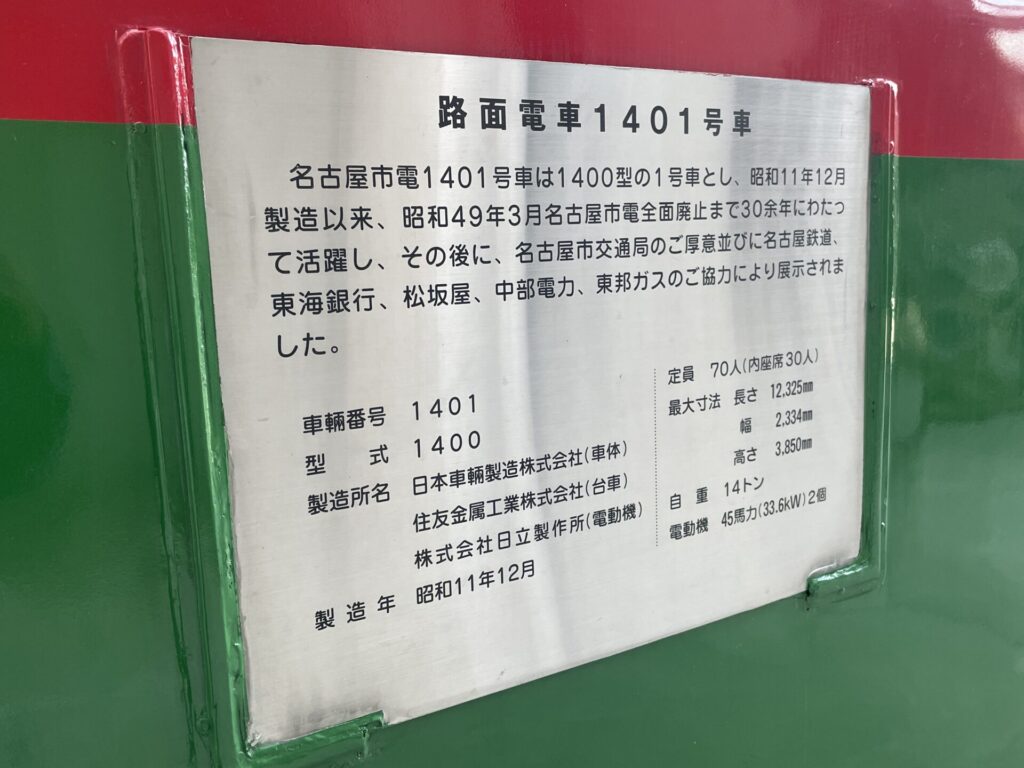 路面電車1401号車
名古屋市電1401号車は1400型の1号車とし、昭和11年12月
製造以来、昭和49年3月名古屋市電全面廃止まで30余年にわたっ
て活躍し、その後に、名古屋市交通局のご厚意並びに名古屋鉄道、
東海銀行、松坂屋、中部電力、東邦ガスのご協力により展示されま
した。
車輛番号 1401
型式 1400
製造所名 日本車輛製造株式会社(車体)
住友金属工業株式会社(台車)
株式会社日立製作所(電動機)
製造年 昭和11年12月
定員 70人(内座席30人)
最大寸法 長さ 12,325㎜
幅 2,334㎜
高さ 3,850㎜
自重 14トン
電動機 45馬力(33.6kW)2個